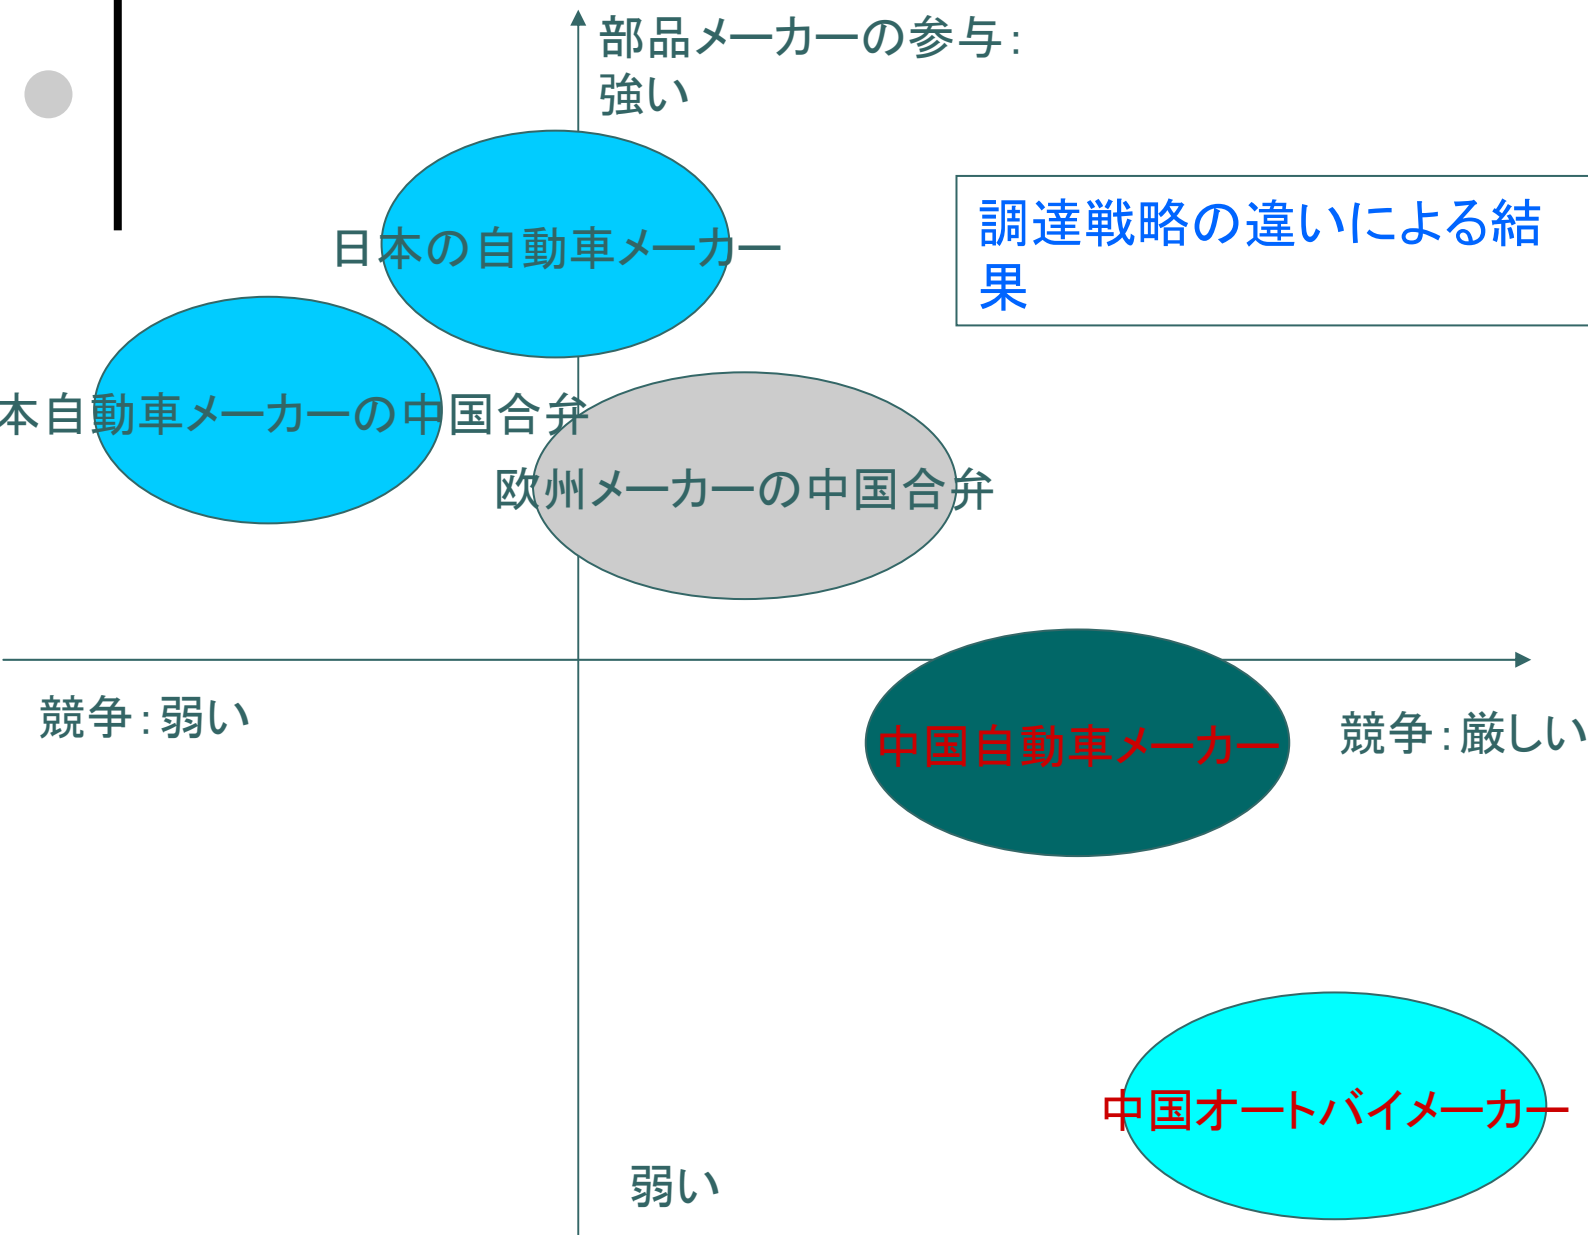 部品メーカーの参与：
強い
調達戦略の違いによる結
果
日本の自動車メーカー
本自動車メーカーの中国合弁
欧州メーカーの中国合弁
競争：弱い
競争：厳しい
中国自動車メーカー
中国オートバイメーカー
弱い